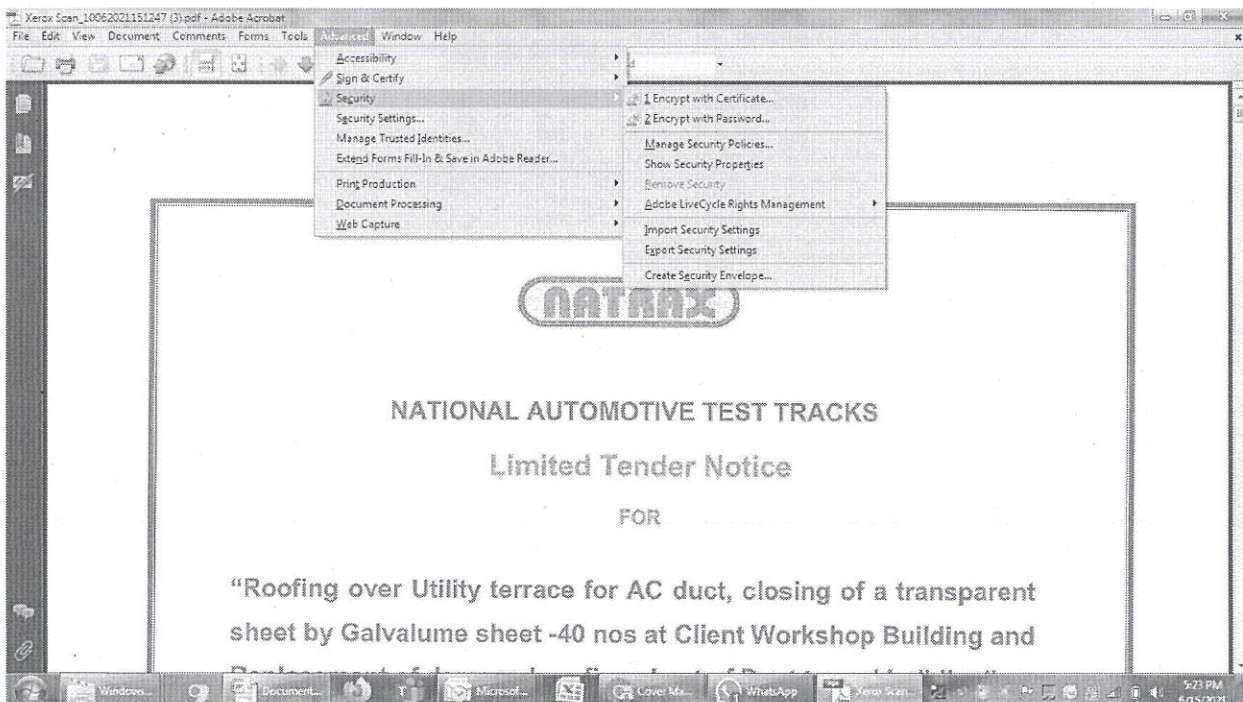 Xerox Scan_10062021151247 (3).pdf - Adobe Acrobat
File Edit View Document Comments Forms Tools Advanced Window Help
Accessibility
Sign & Certify
Security
Security Settings...
Manage Trusted Identities...
Extend Forms Fill-In & Save in Adobe Reader...
Print Production
Document Processing
Web Capture
1 Encrypt with Certificate...
2 Encrypt with Password...
Manage Security Policies...
Show Security Properties
Remove Security
Adobe LiveCycle Rights Management
Import Security Settings
Export Security Settings
Create Security Envelope...
NATRAX
NATIONAL AUTOMOTIVE TEST TRACKS
Limited Tender Notice
FOR
“Roofing over Utility terrace for AC duct, closing of a transparent
sheet by Galvalume sheet -40 nos at Client Workshop Building and
Windows... Document... Microsof... Cover Ma... WhatsApp Xerox Scan...
5:23 PM
6/15/2021